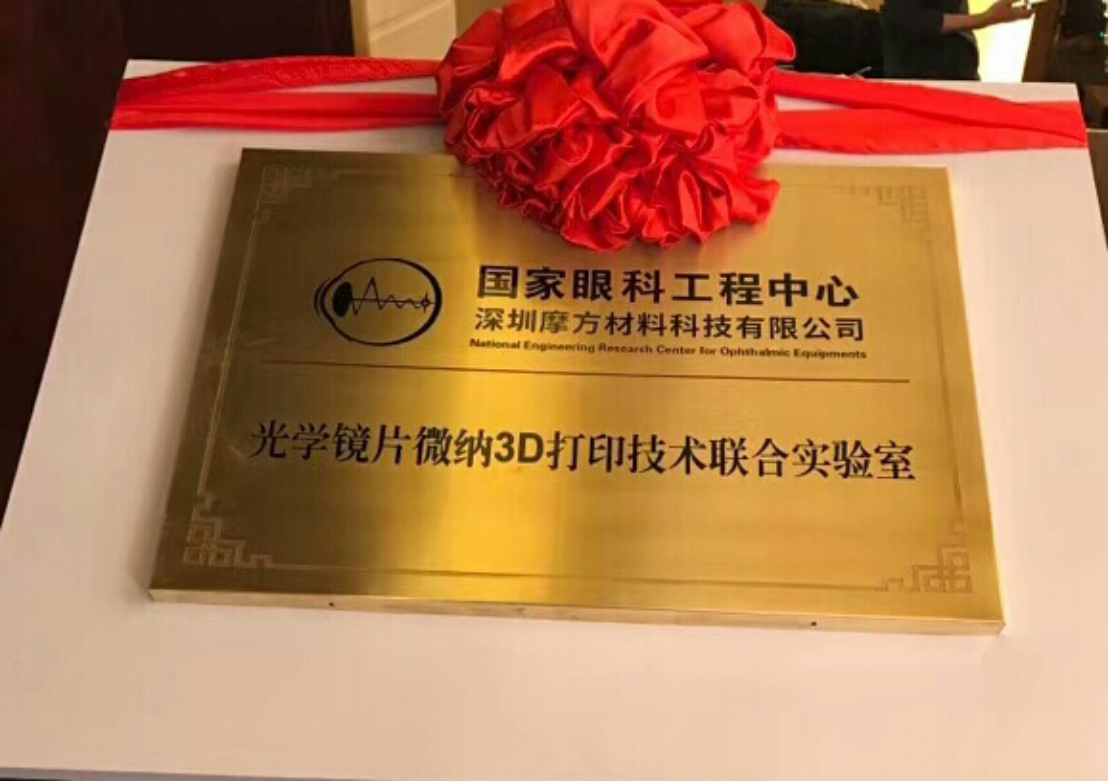 国家眼科工程中心
深圳摩方材料科技有限公司
National Engineering Research Center for Ophthalmic Equipments
光学镜片微纳3D打印技术联合实验室